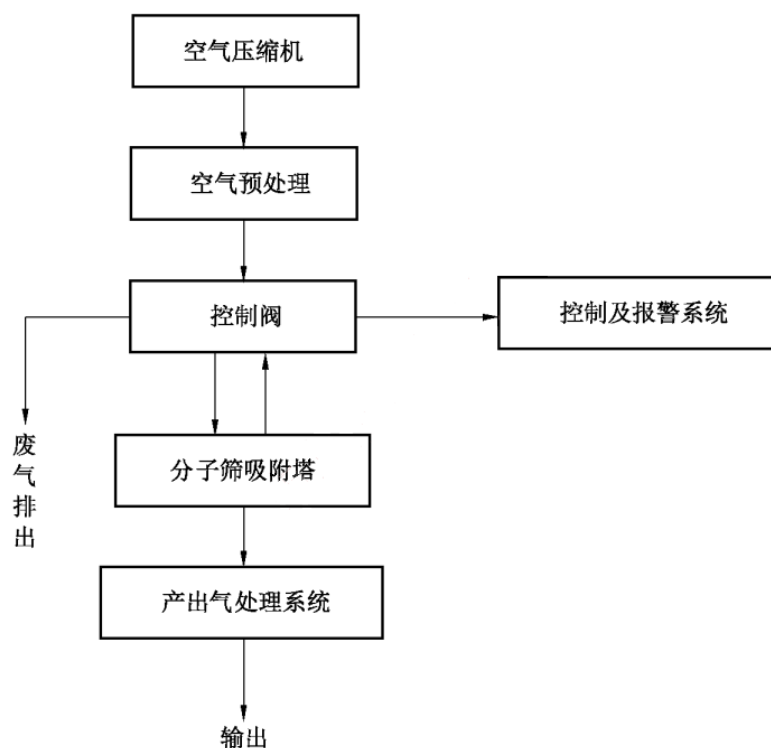 空气压缩机
空气预处理
控制阀
控制及报警系统
废气排出
分子筛吸附塔
产出气处理系统
输出